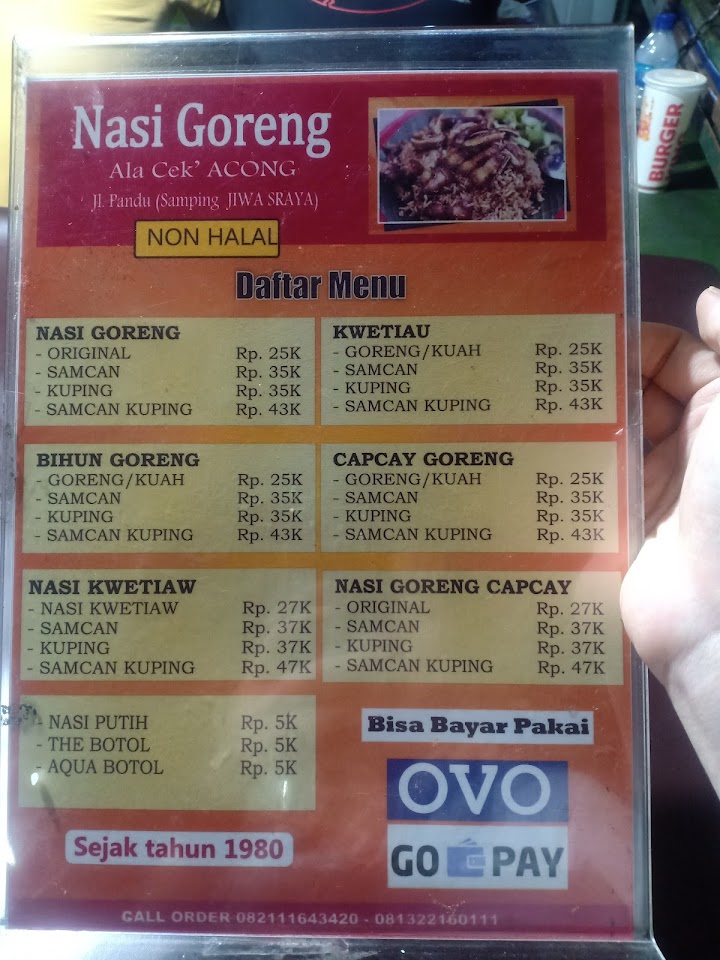 Nasi Goreng
Ala Cek' ACONG
Jl. Pandu (Samping JIWA SRAYA)
NON HALAL
Daftar Menu
NASI GORENG
- ORIGINAL Rp. 25K
- SAMCAN Rp. 35K
- KUPING Rp. 35K
- SAMCAN KUPING Rp. 43K
KWETIAU
- GORENG/KUAH Rp. 25K
- SAMCAN Rp. 35K
- KUPING Rp. 35K
- SAMCAN KUPING Rp. 43K
BIHUN GORENG
- GORENG/KUAH Rp. 25K
- SAMCAN Rp. 35K
- KUPING Rp. 35K
- SAMCAN KUPING Rp. 43K
CAPCAY GORENG
- GORENG/KUAH Rp. 25K
- SAMCAN Rp. 35K
- KUPING Rp. 35K
- SAMCAN KUPING Rp. 43K
NASI KWETIAW
- NASI KWETIAW Rp. 27K
- SAMCAN Rp. 37K
- KUPING Rp. 37K
- SAMCAN KUPING Rp. 47K
NASI GORENG CAPCAY
- ORIGINAL Rp. 27K
- SAMCAN Rp. 37K
- KUPING Rp. 37K
- SAMCAN KUPING Rp. 47K
- NASI PUTIH Rp. 5K
- THE BOTOL Rp. 5K
- AQUA BOTOL Rp. 5K
Bisa Bayar Pakai
OVO
GO PAY
Sejak tahun 1980
CALL ORDER 082111643420 - 081322160111
BURGER